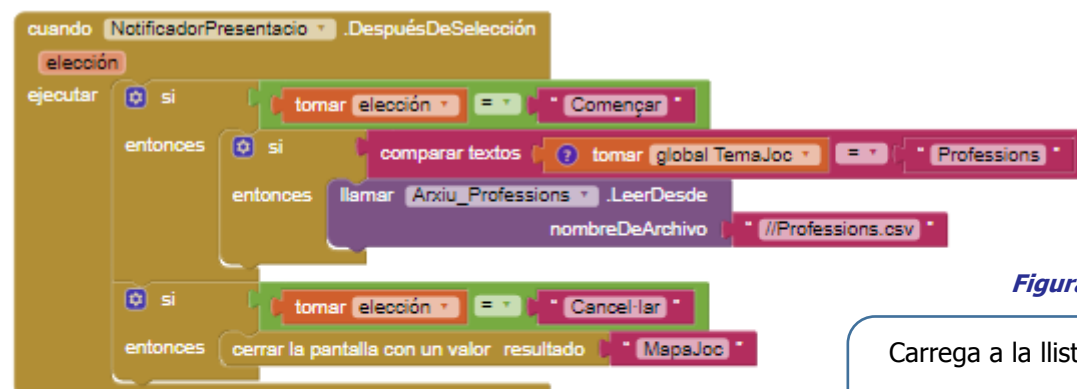 cuando NotificadorPresentacio .DespuésDeSelección
elección
ejecutar si tomar elección = " Començar "
entonces si comparar textos tomar global TemaJoc = " Professions "
entonces llamar Arxiu_Professions .LeerDesde
nombreDeArchivo " //Professions.csv "
si tomar elección = " Cancel·lar "
Figura
entonces cerrar la pantalla con un valor resultado " MapaJoc "
Carrega a la llist